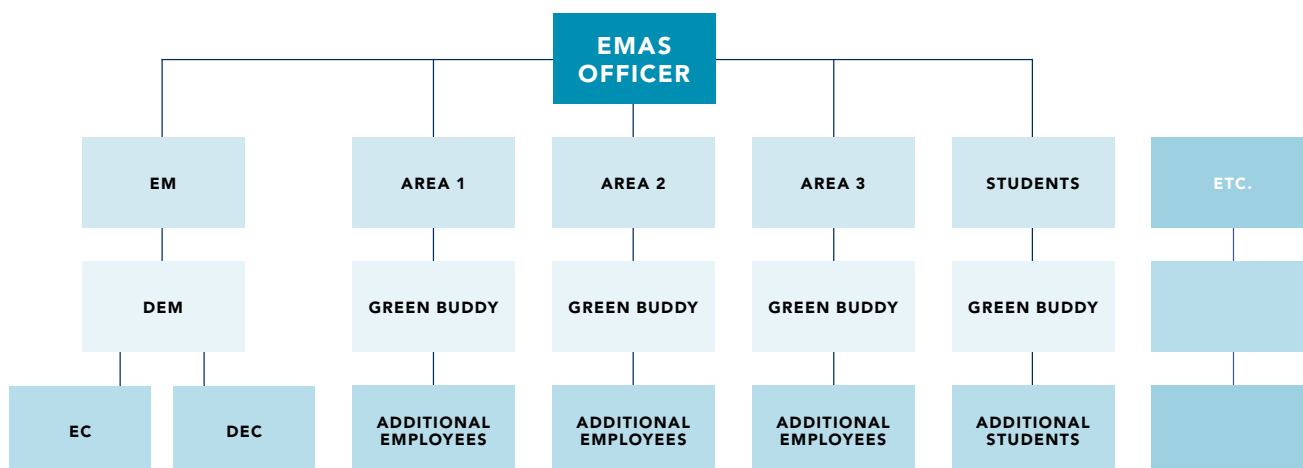 EMAS
OFFICER
EM
AREA 1
AREA 2
AREA 3
STUDENTS
ETC.
DEM
GREEN BUDDY
GREEN BUDDY
GREEN BUDDY
GREEN BUDDY
EC
DEC
ADDITIONAL
EMPLOYEES
ADDITIONAL
EMPLOYEES
ADDITIONAL
EMPLOYEES
ADDITIONAL
STUDENTS